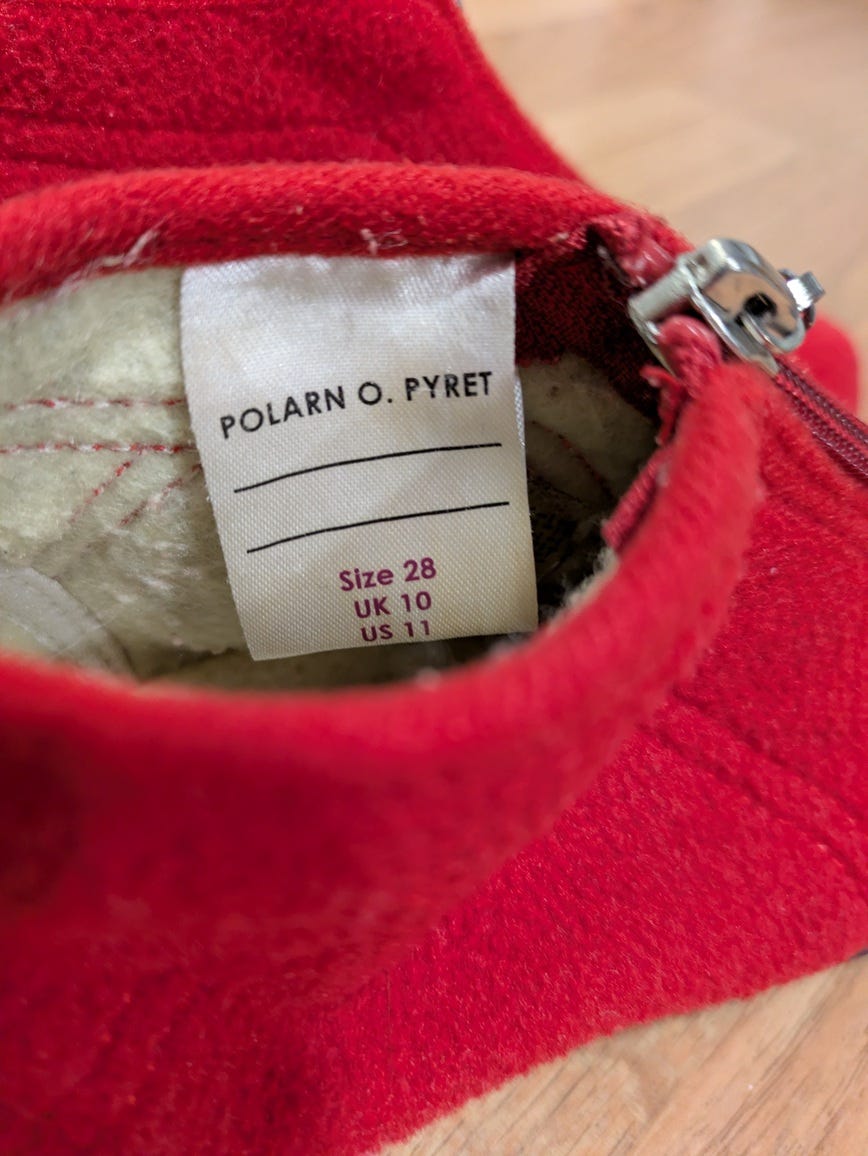 POLARN O. PYRET
Size 28
UK 10
US 11